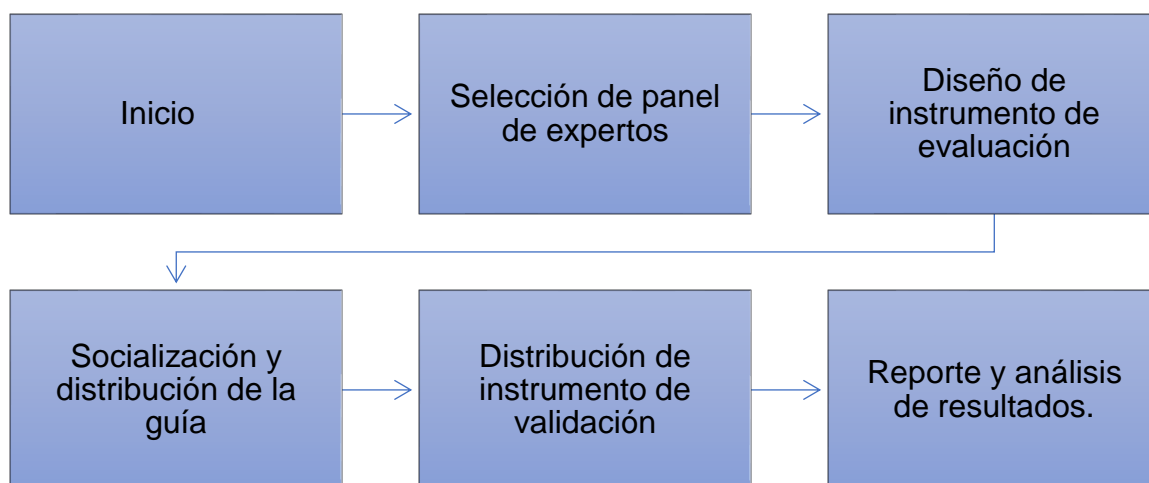 Inicio
Selección de panel
de expertos
Diseño de
instrumento de
evaluación
Socialización y
distribución de la
guía
Distribución de
instrumento de
validación
Reporte y análisis
de resultados.